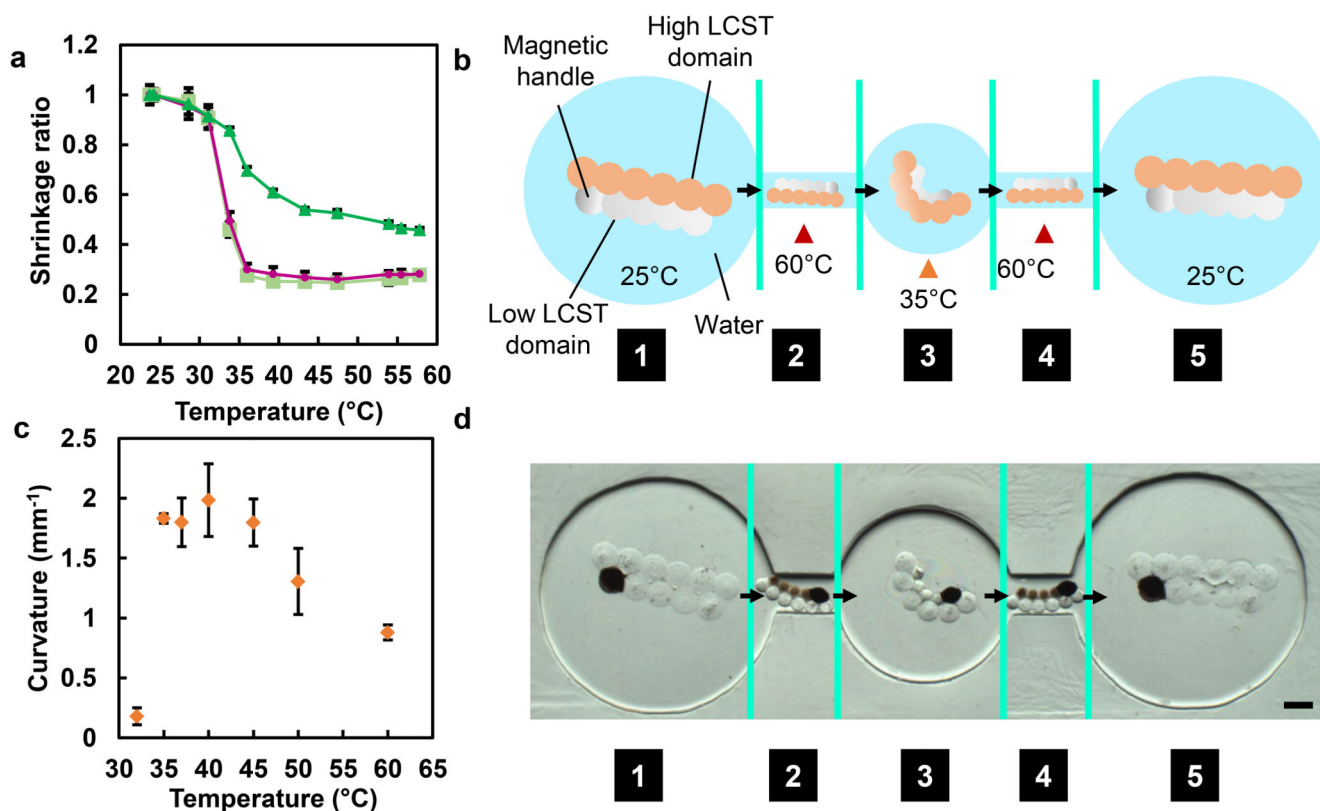 a
1.2
1
0.8
0.6
0.4
0.2
0
Shrinkage ratio
20 25 30 35 40 45 50 55 60
Temperature (°C)
b
Magnetic
handle
High LCST
domain
25°C
Low LCST
domain
Water
60°C
35°C
60°C
25°C
1 2 3 4 5
c
2.5
2
1.5
1
0.5
0
Curvature (mm-1)
30 35 40 45 50 55 60 65
Temperature (°C)
d
1 2 3 4 5